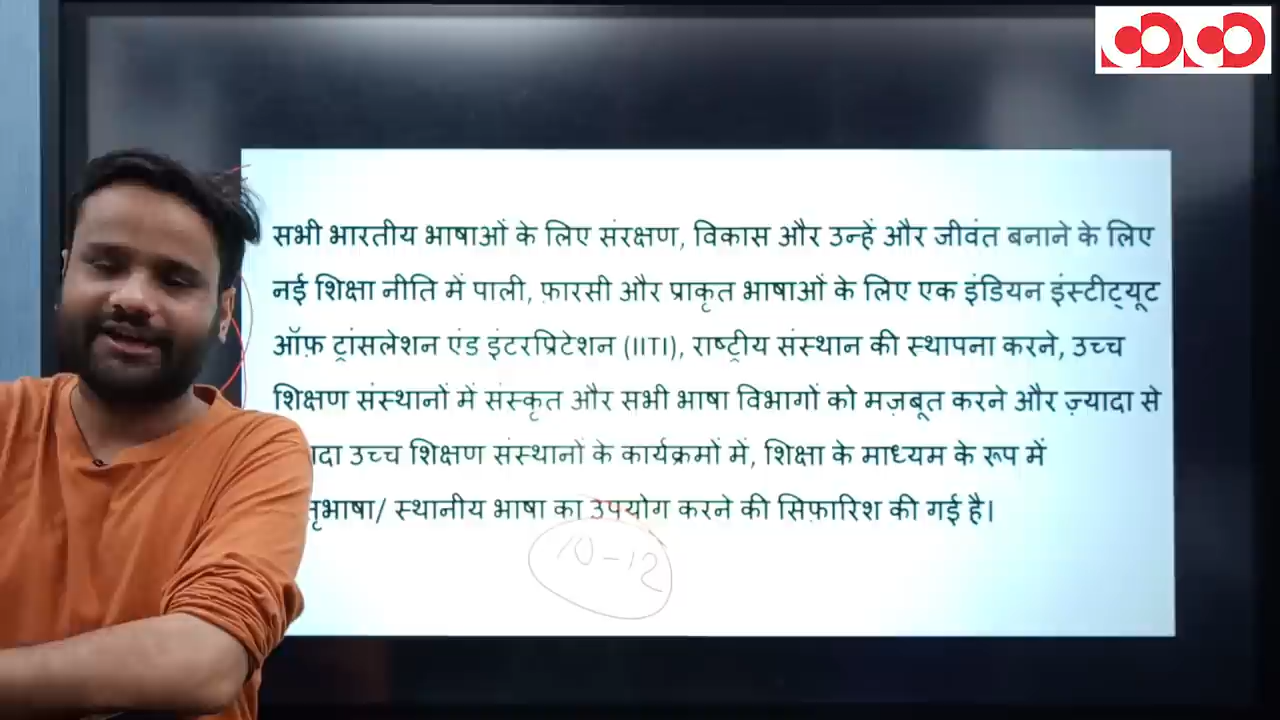 सभी भारतीय भाषाओं के लिए संरक्षण, विकास और उन्हें और जीवंत बनाने के लिए
नई शिक्षा नीति में पाली, फ़ारसी और प्राकृत भाषाओं के लिए एक इंडियन इंस्टीट्यूट
ऑफ़ ट्रांसलेशन एंड इंटरप्रिटेशन (IITI), राष्ट्रीय संस्थान की स्थापना करने, उच्च
शिक्षण संस्थानों में संस्कृत और सभी भाषा विभागों को मज़बूत करने और ज़्यादा से
उच्च शिक्षण संस्थानों के कार्यक्रमों में, शिक्षा के माध्यम के रूप में
स्थानीय भाषा का उपयोग करने की सिफ़ारिश की गई है।
10-12